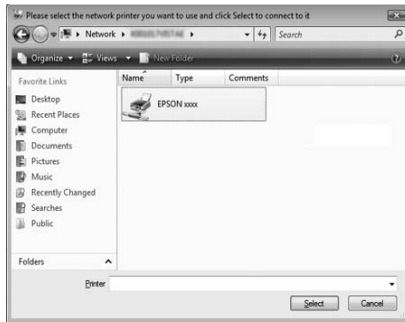 Please select the network printer you want to use and click Select to connect to it
Network
Search
Organize Views New Folder
Favorite Links
Desktop
Recent Places
Computer
Documents
Pictures
Music
Recently Changed
Searches
Public
Folders
Name Type Comments
EPSON xxxx
Printer
Select Cancel